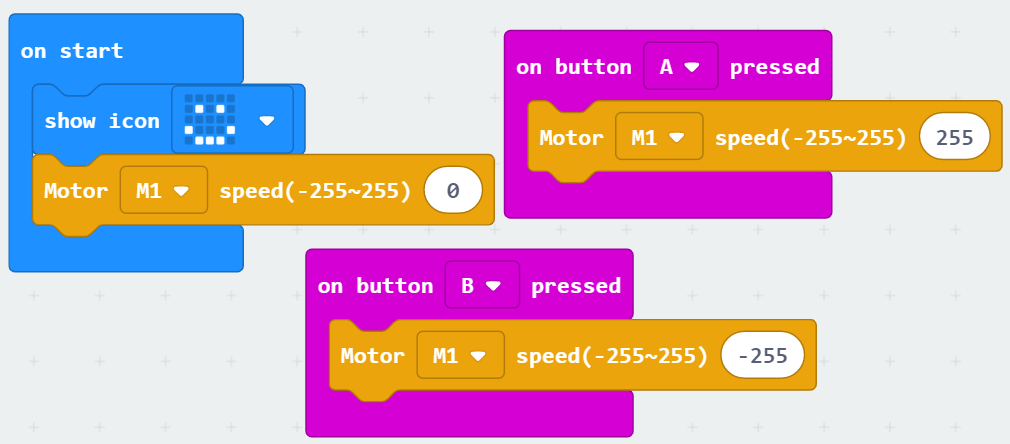 on start
show icon
Motor M1 speed(-255~255) 0
on button A pressed
Motor M1 speed(-255~255) 255
on button B pressed
Motor M1 speed(-255~255) -255